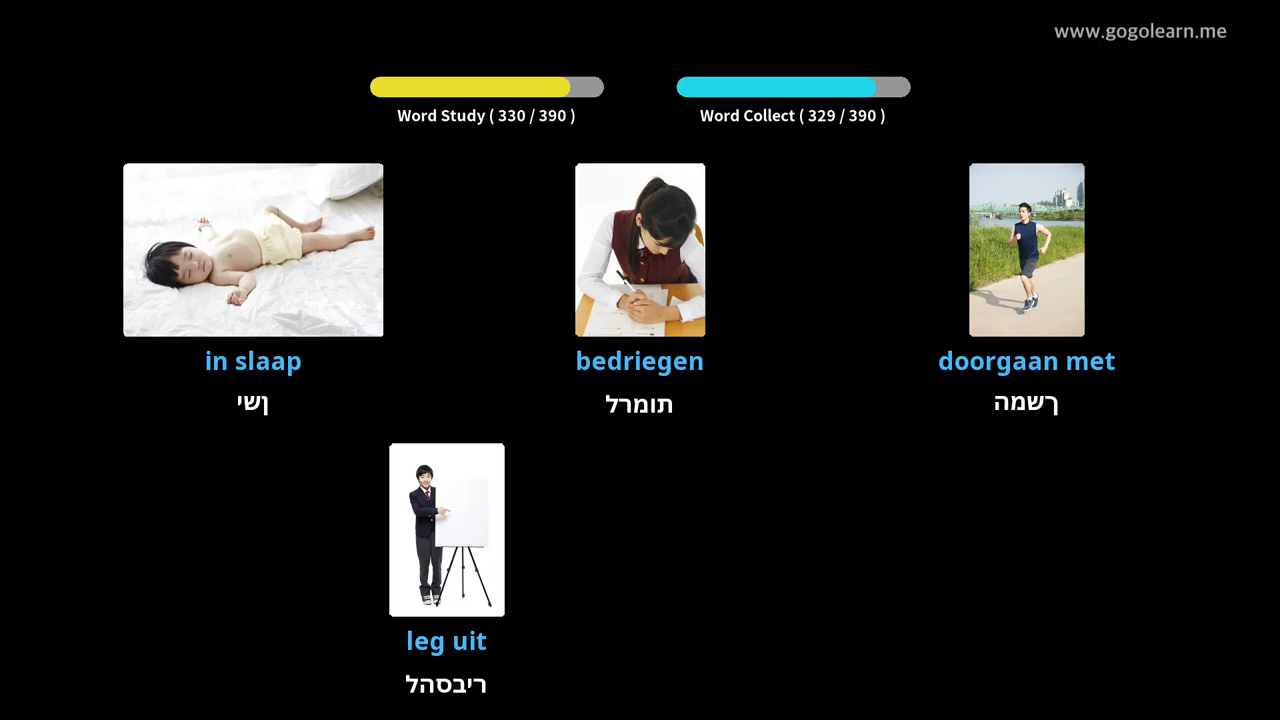 www.gogolearn.me
Word Study ( 330 / 390 )
Word Collect ( 329 / 390 )
in slaap
ישן
bedriegen
לרמות
doorgaan met
המשך
leg uit
להסביר